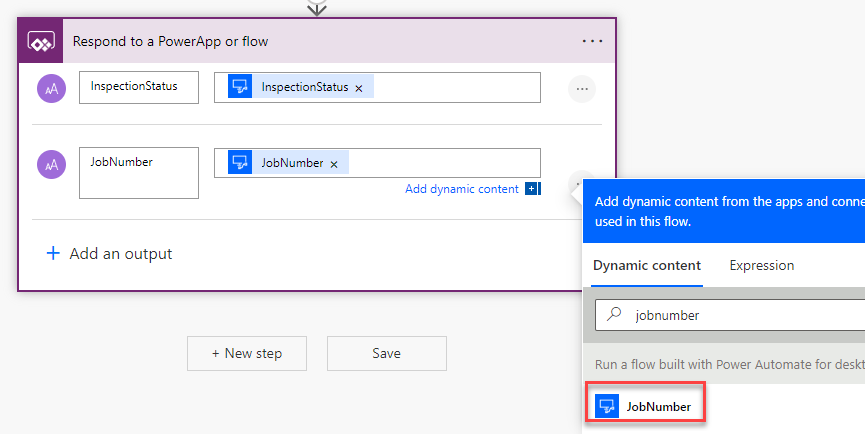 Respond to a PowerApp or flow
...
AA
InspectionStatus
InspectionStatus ×
...
AA
JobNumber
JobNumber ×
Add dynamic content +
+ Add an output
+ New step
Save
Add dynamic content from the apps and
used in this flow.
Dynamic content
Expression
jobnumber
Run a flow built with Power Automate for
JobNumber